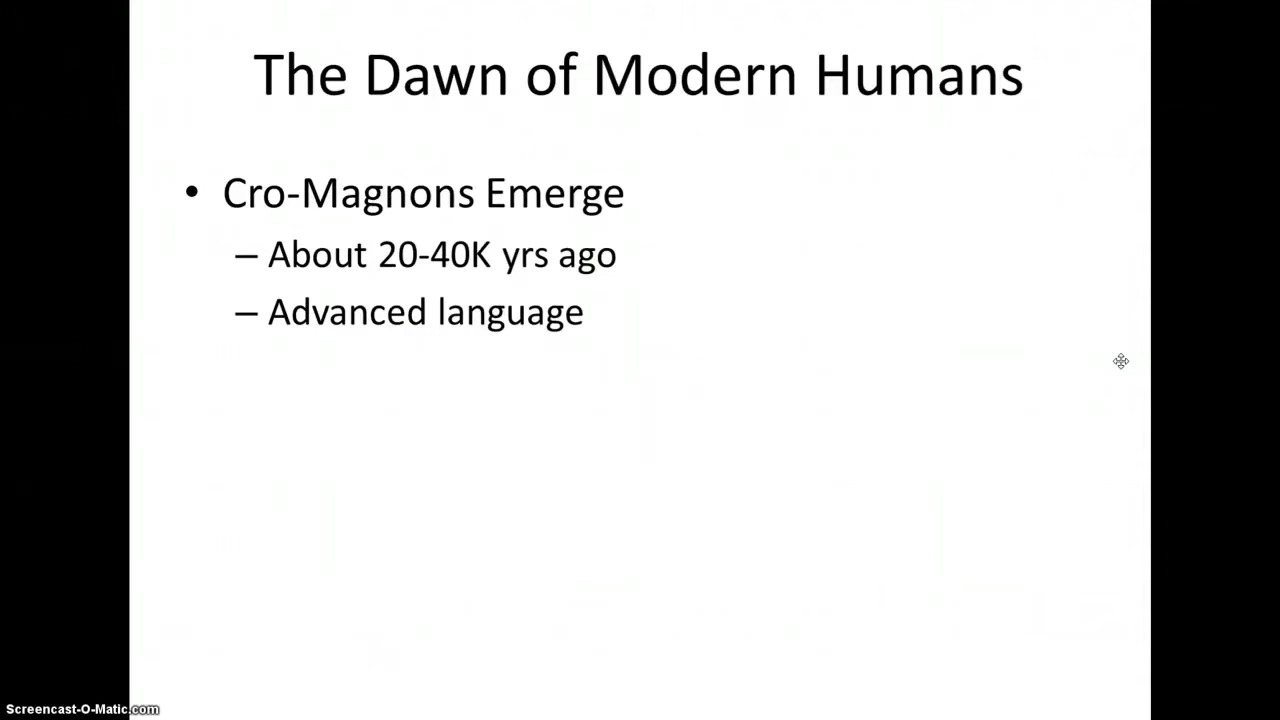 The Dawn of Modern Humans
• Cro-Magnons Emerge
– About 20-40K yrs ago
– Advanced language
Screencast-O-Matic.com